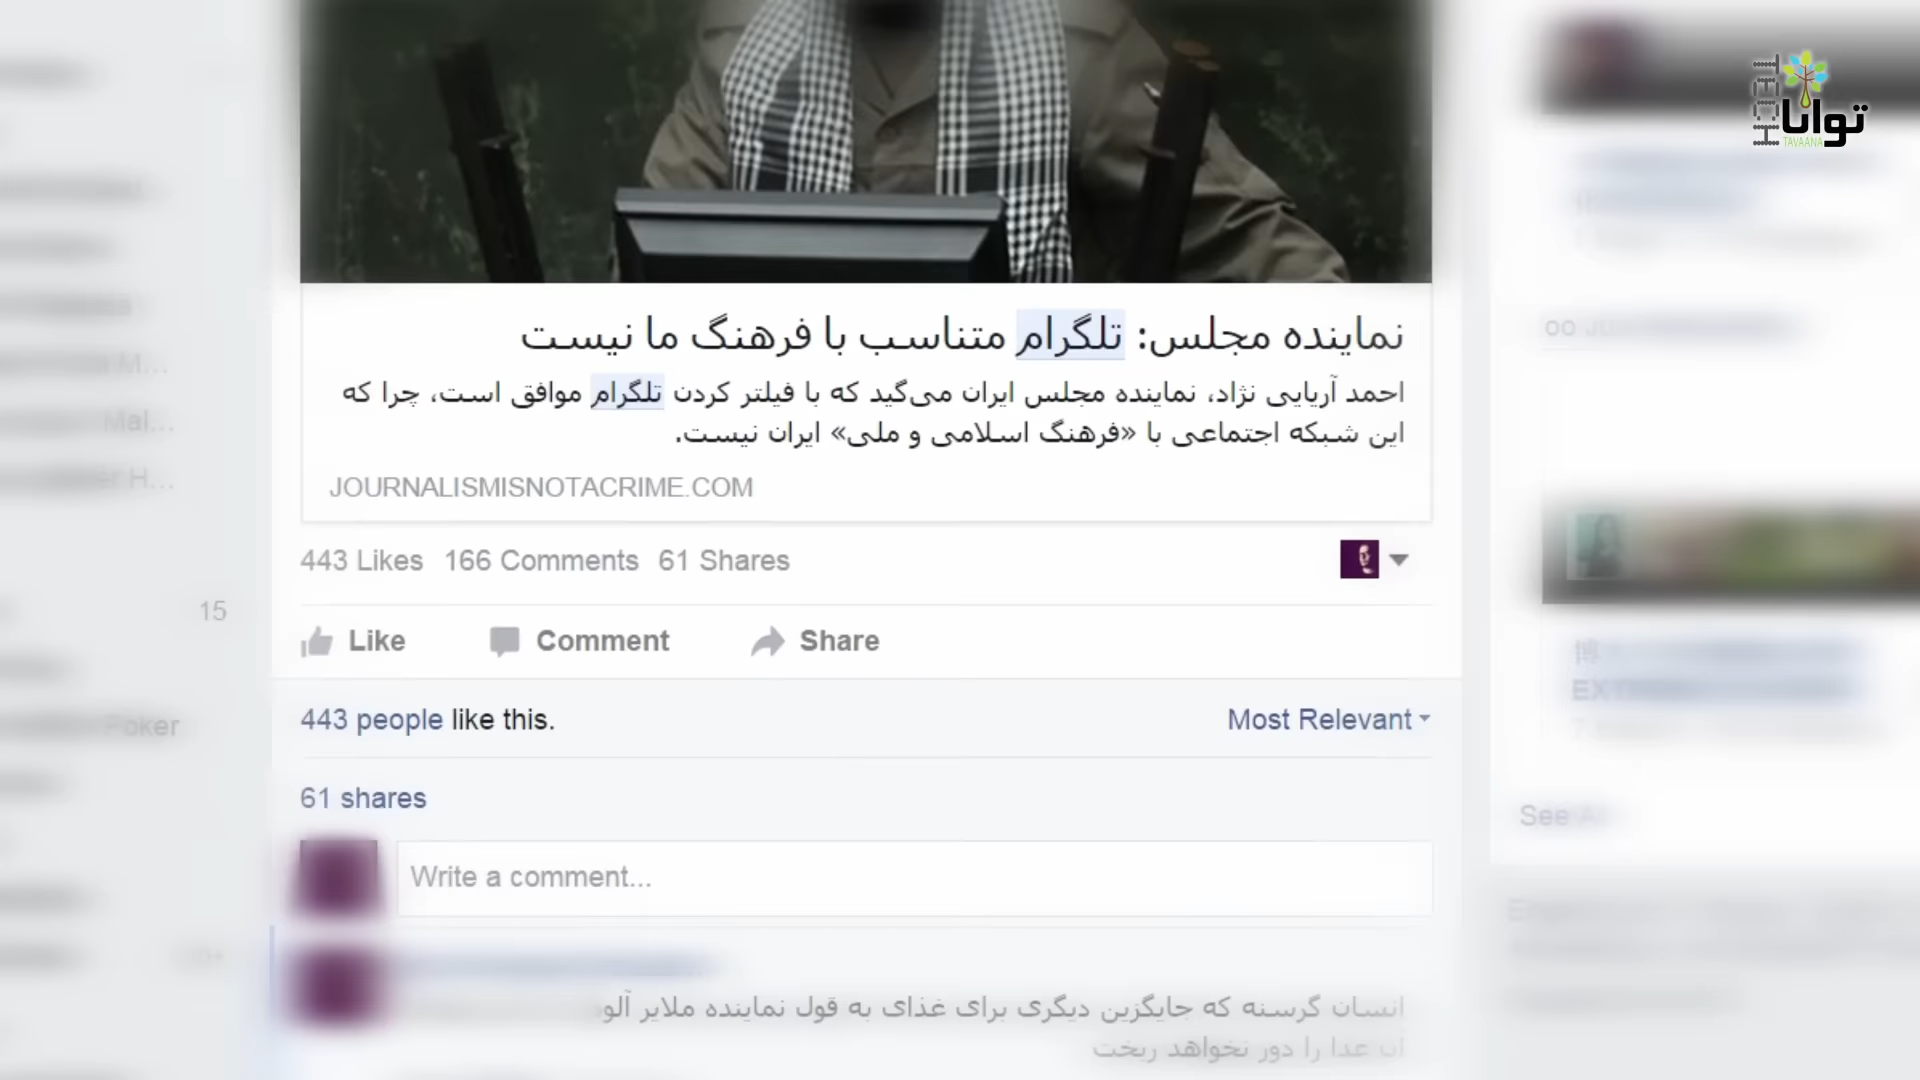 توانا
TAVAANA
نماینده مجلس: تلگرام متناسب با فرهنگ ما نیست
احمد آریایی نژاد، نماینده مجلس ایران می‌گید که با فیلتر کردن تلگرام موافق است، چرا که
این شبکه اجتماعی با «فرهنگ اسلامی و ملی» ایران نیست.
JOURNALISMISNOTACRIME.COM
443 Likes 166 Comments 61 Shares
15
Like Comment Share
443 people like this.
Most Relevant
Poker
61 shares
See
Write a comment...
انسان گرسنه که جایگزین دیگری برای غذای به قول نماینده ملایر
را دور نخواهد ریخت